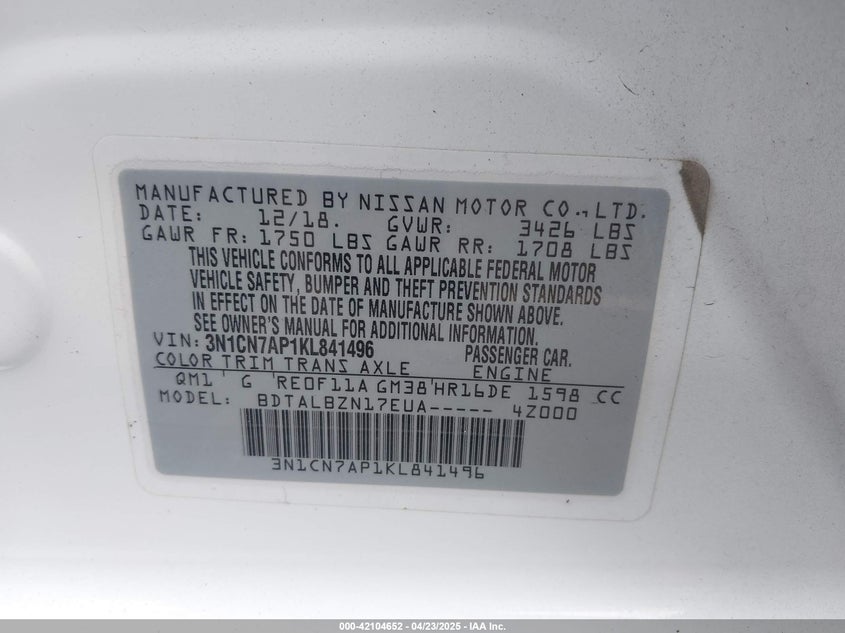 MANUFACTURED BY NISSAN MOTOR CO., LTD.
DATE: 12/18. GVWR: 3426 LBS
GAWR FR: 1750 LBS GAWR RR: 1708 LBS
THIS VEHICLE CONFORMS TO ALL APPLICABLE FEDERAL MOTOR
VEHICLE SAFETY, BUMPER AND THEFT PREVENTION STANDARDS
IN EFFECT ON THE DATE OF MANUFACTURE SHOWN ABOVE.
SEE OWNER'S MANUAL FOR ADDITIONAL INFORMATION.
VIN: 3N1CN7AP1KL841496 PASSENGER CAR.
COLOR TRIM TRANS AXLE ENGINE
QM1 ' G 'RE0F11A GM38'HR16DE 1598 CC
MODEL: BDTALBZN17EUA----- 4Z000
3N1CN7AP1KL841496
000-42104652 - 04/23/2025 - IAA Inc.